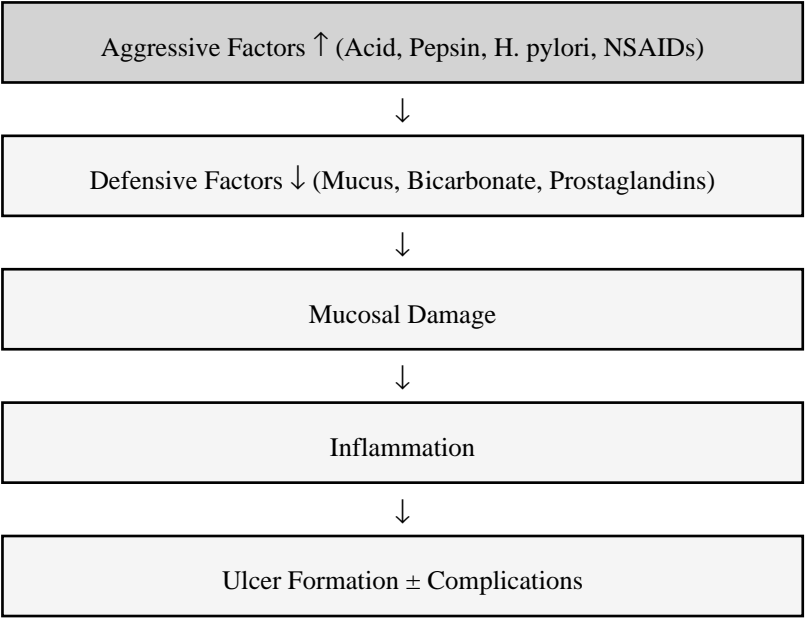 Aggressive Factors ↑ (Acid, Pepsin, H. pylori, NSAIDs)
↓
Defensive Factors ↓ (Mucus, Bicarbonate, Prostaglandins)
↓
Mucosal Damage
↓
Inflammation
↓
Ulcer Formation ± Complications